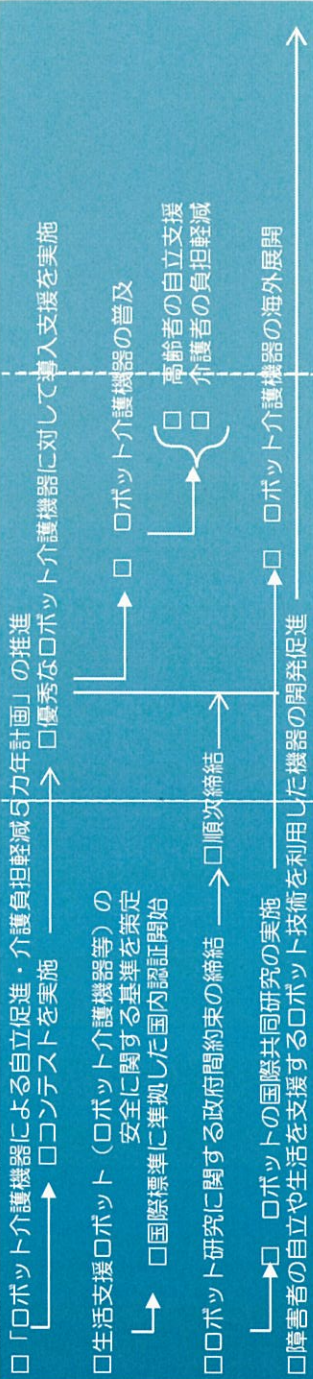 □「ロボット介護機器による自立促進・介護負担軽減5カ年計画」の推進
□コンテストを実施
□優秀なロボット介護機器に対して導入支援を実施
□生活支援ロボット（ロボット介護機器等）の
安全に関する基準を策定
□国際標準に準拠した国内認証開始
□ ロボット介護機器の普及
□ 高齢者の自立支援
□ 介護者の負担軽減
□ロボット研究に関する政府間約束の締結
□順次締結
□ ロボットの国際共同研究の実施
□ ロボット介護機器の海外展開
□障害者の自立や生活を支援するロボット技術を利用した機器の開発促進